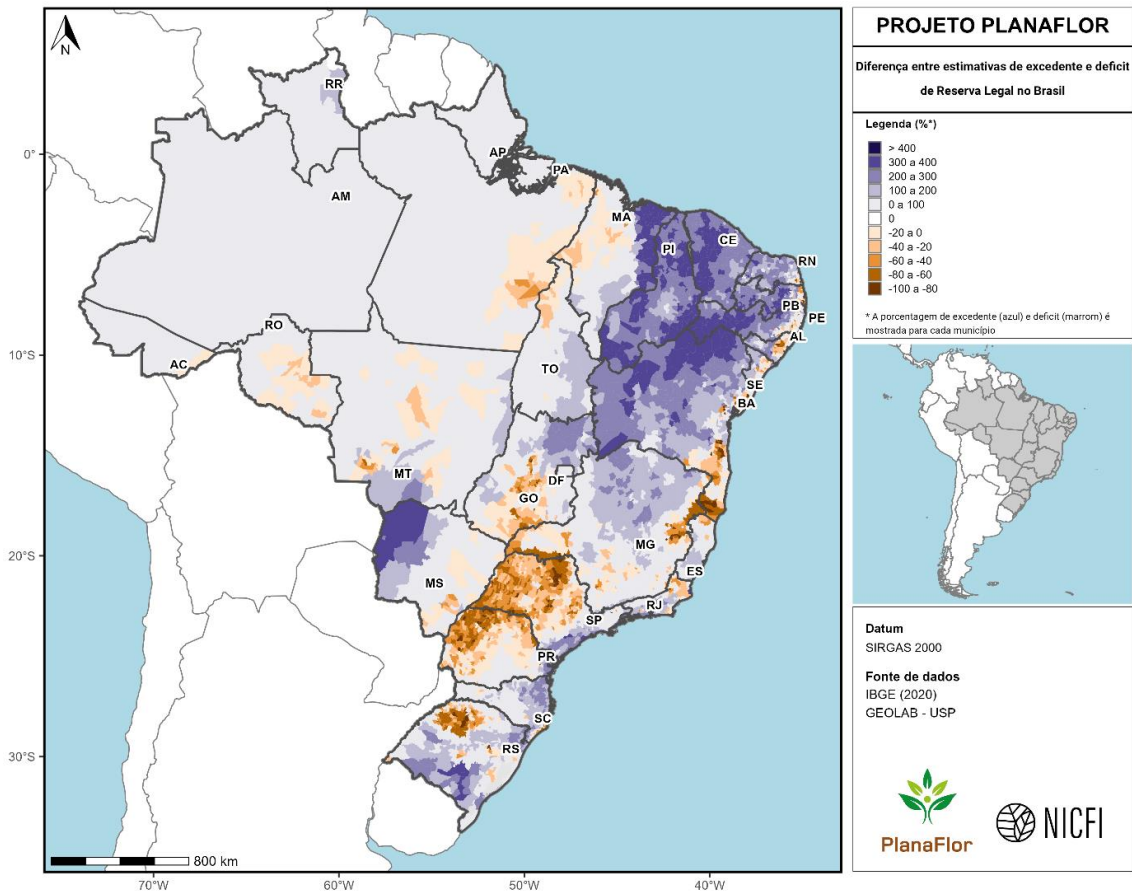 PROJETO PLANAFLOR
Diferença entre estimativas de excedente e deficit
de Reserva Legal no Brasil
Legenda (%*)
> 400
300 a 400
200 a 300
100 a 200
0 a 100
0
-20 a 0
-40 a -20
-60 a -40
-80 a -60
-100 a -80
* A porcentagem de excedente (azul) e deficit (marrom) é
mostrada para cada município
Datum
SIRGAS 2000
Fonte de dados
IBGE (2020)
GEOLAB - USP
PlanaFlor
NICFI
N
RR
AP
PA
AM
MA
PI
CE
RN
PB
PE
AL
SE
BA
RO
AC
TO
MT
DF
GO
MG
ES
MS
RJ
SP
PR
SC
RS
0°
10°S
20°S
30°S
800 km
70°W
60°W
50°W
40°W